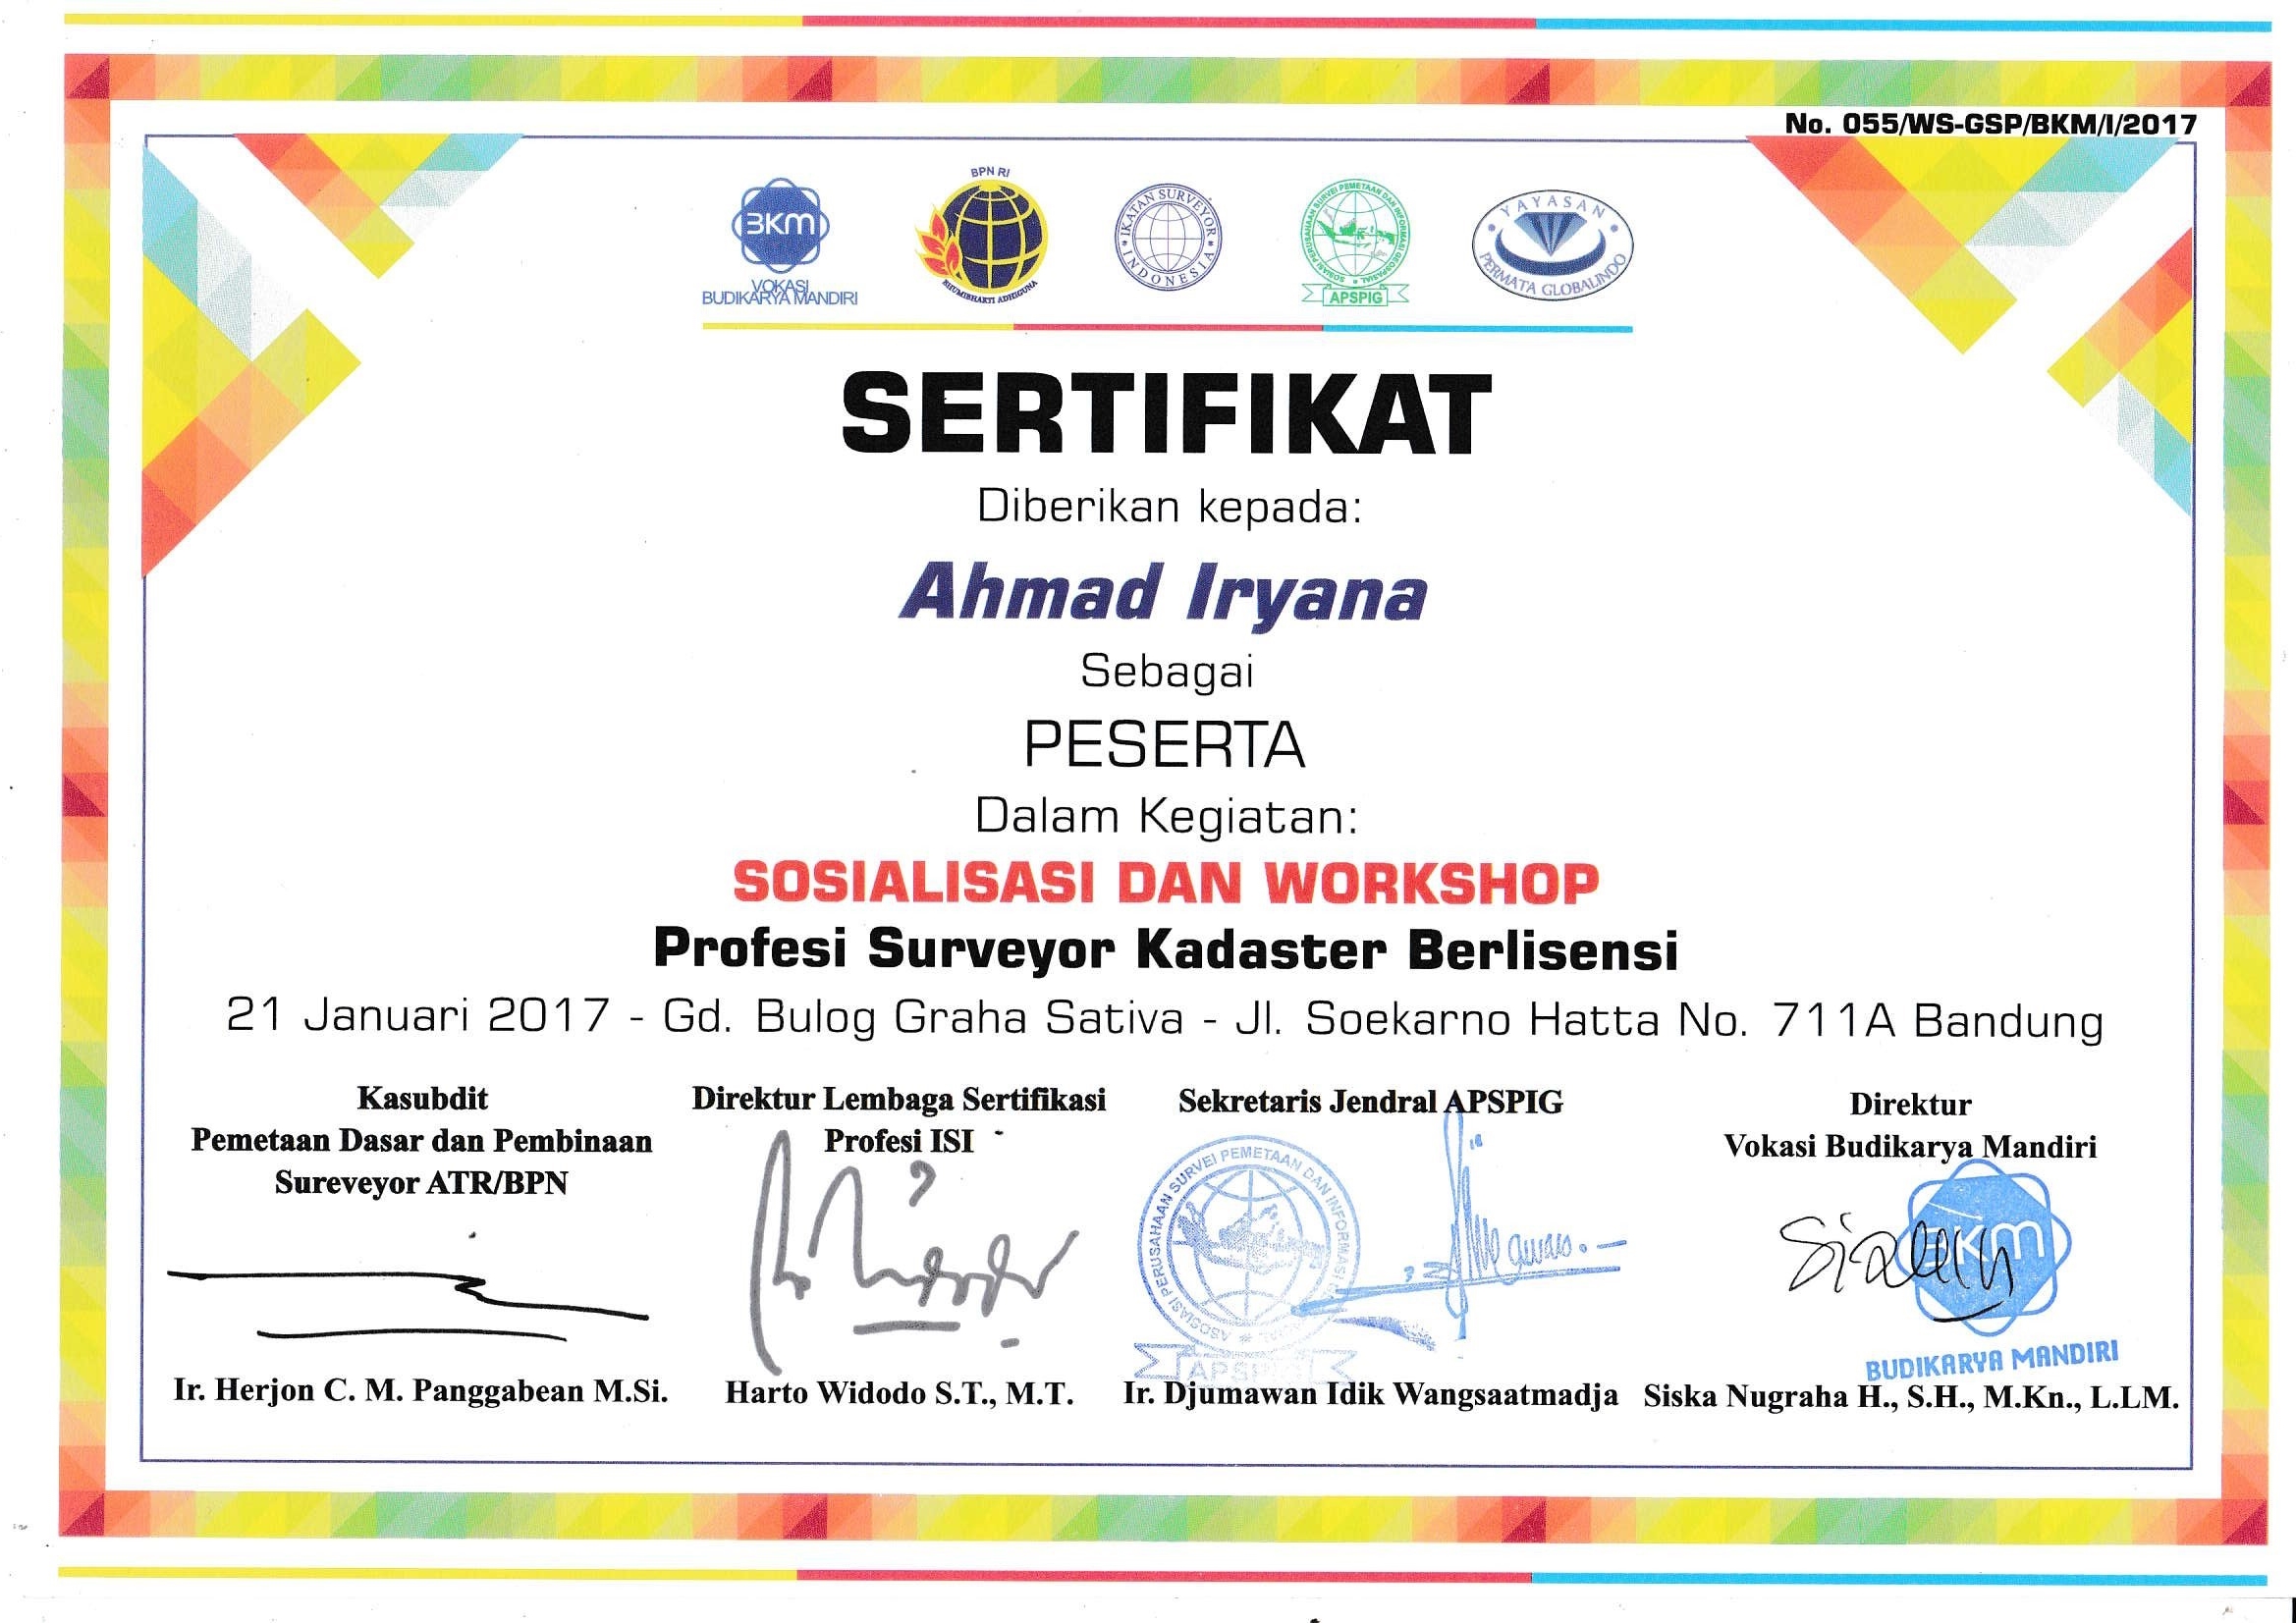 No. 055/WS-GSP/BKM/I/2017
BKM
VOKASI
BUDIKARYA MANDIRI
BPN RI
BHUMIBHAKTI ADHIGUNA
IKATAN SURVEYOR
INDONESIA
ASOSIASI PERUSAHAAN SURVEI PEMETAAN DAN INFORMASI GEOSPASIAL
APSPIG
YAYASAN
PERMATA GLOBALINDO
SERTIFIKAT
Diberikan kepada:
Ahmad Iryana
Sebagai
PESERTA
Dalam Kegiatan:
SOSIALISASI DAN WORKSHOP
Profesi Surveyor Kadaster Berlisensi
21 Januari 2017 - Gd. Bulog Graha Sativa - Jl. Soekarno Hatta No. 711A Bandung
Kasubdit
Pemetaan Dasar dan Pembinaan
Sureveyor ATR/BPN
Ir. Herjon C. M. Panggabean M.Si.
Direktur Lembaga Sertifikasi
Profesi ISI
Harto Widodo S.T., M.T.
Sekretaris Jendral APSPIG
ASOSIASI PERUSAHAAN SURVEI PEMETAAN DAN INFORMASI
APSPIG
Ir. Djumawan Idik Wangsaatmadja
Direktur
Vokasi Budikarya Mandiri
BKM
BUDIKARYA MANDIRI
Siska Nugraha H., S.H., M.Kn., L.LM.